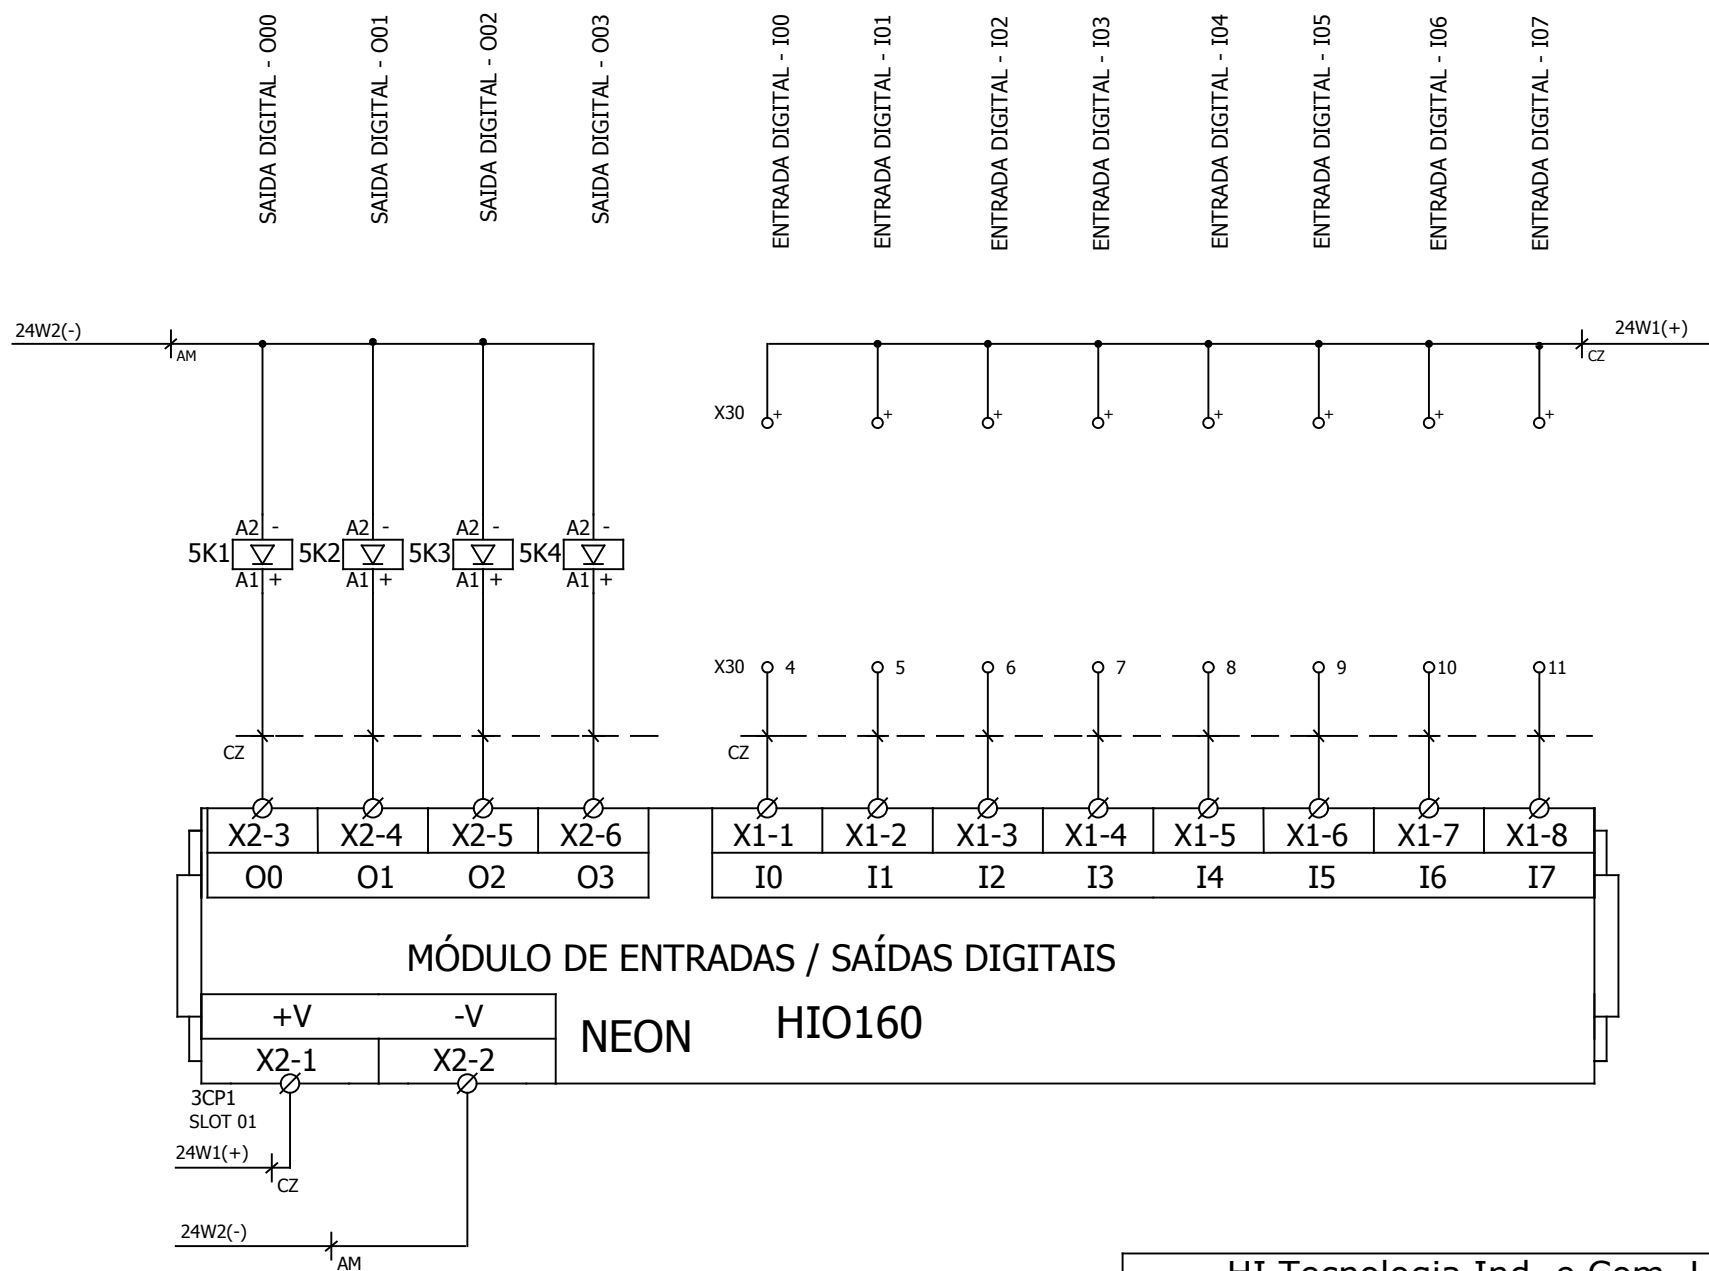 SAIDA DIGITAL - O00
SAIDA DIGITAL - O01
SAIDA DIGITAL - O02
SAIDA DIGITAL - O03
ENTRADA DIGITAL - I00
ENTRADA DIGITAL - I01
ENTRADA DIGITAL - I02
ENTRADA DIGITAL - I03
ENTRADA DIGITAL - I04
ENTRADA DIGITAL - I05
ENTRADA DIGITAL - I06
ENTRADA DIGITAL - I07
24W2(-)
AM
24W1(+)
CZ
X30 + + + + + + + +
A2 - A2 - A2 - A2 -
5K1 5K2 5K3 5K4
A1 + A1 + A1 + A1 +
X30 4 5 6 7 8 9 10 11
CZ CZ
X2-3 X2-4 X2-5 X2-6 X1-1 X1-2 X1-3 X1-4 X1-5 X1-6 X1-7 X1-8
O0 O1 O2 O3 I0 I1 I2 I3 I4 I5 I6 I7
MÓDULO DE ENTRADAS / SAÍDAS DIGITAIS
+V -V
NEON HIO160
X2-1 X2-2
3CP1
SLOT 01
24W1(+)
CZ
24W2(-)
AM
HI Tecnologia Ind. e Com.